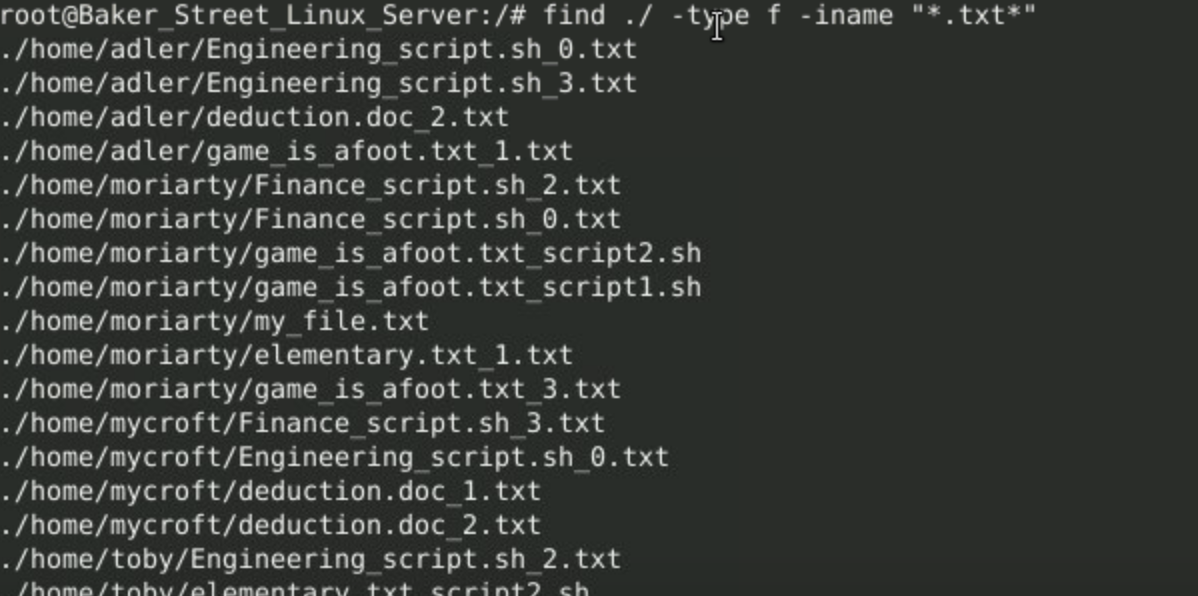 root@Baker_Street_Linux_Server:/# find ./ -type f -iname "*.txt*"
./home/adler/Engineering_script.sh_0.txt
./home/adler/Engineering_script.sh_3.txt
./home/adler/deduction.doc_2.txt
./home/adler/game_is_afoot.txt_1.txt
./home/moriarty/Finance_script.sh_2.txt
./home/moriarty/Finance_script.sh_0.txt
./home/moriarty/game_is_afoot.txt_script2.sh
./home/moriarty/game_is_afoot.txt_script1.sh
./home/moriarty/my_file.txt
./home/moriarty/elementary.txt_1.txt
./home/moriarty/game_is_afoot.txt_3.txt
./home/mycroft/Finance_script.sh_3.txt
./home/mycroft/Engineering_script.sh_0.txt
./home/mycroft/deduction.doc_1.txt
./home/mycroft/deduction.doc_2.txt
./home/toby/Engineering_script.sh_2.txt
./home/toby/elementary.txt_script2.sh